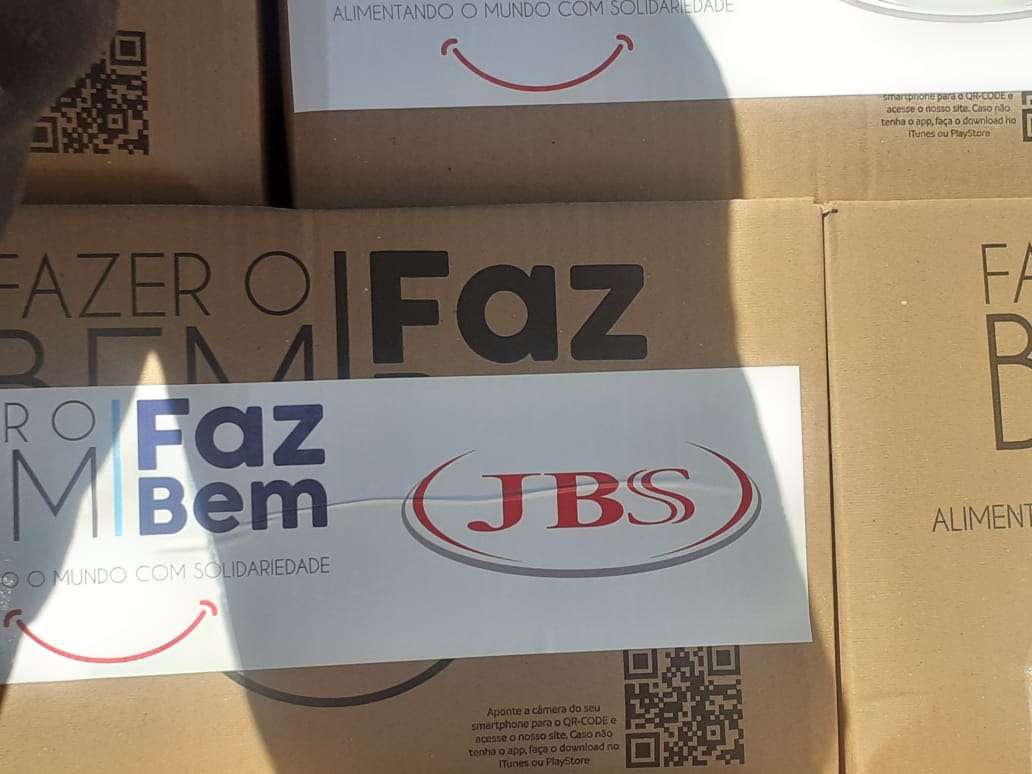 ALIMENTANDO O MUNDO COM SOLIDARIEDADE
smartphone para o QR-CODE e
acesse o nosso site. Caso não
tenha o app, faça o download no
iTunes ou PlayStore
FAZER O
BEM
Faz
R O
M
Faz
Bem
O O MUNDO COM SOLIDARIEDADE
JBS
Aponte a câmera do seu
smartphone para o QR-CODE e
acesse o nosso site. Caso não
tenha o app, faça o download no
iTunes ou PlayStore
FA
B
ALIMENT